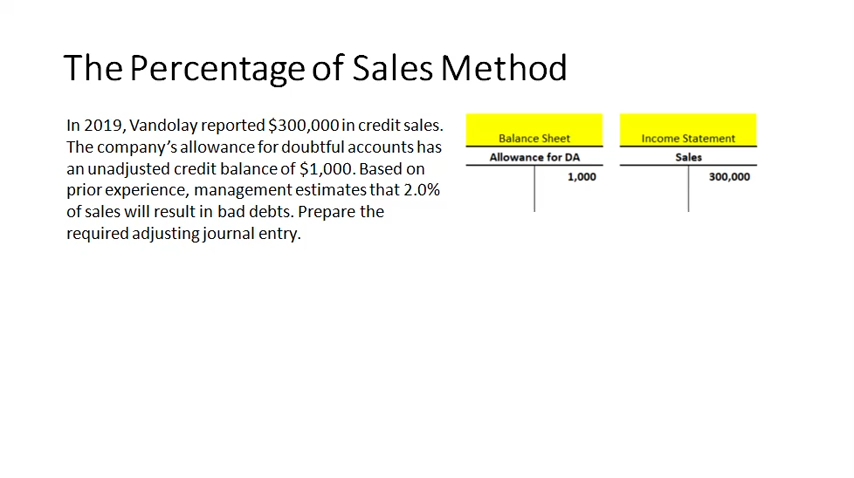 The Percentage of Sales Method
In 2019, Vandolay reported $300,000 in credit sales.
The company's allowance for doubtful accounts has
an unadjusted credit balance of $1,000. Based on
prior experience, management estimates that 2.0%
of sales will result in bad debts. Prepare the
required adjusting journal entry.
Balance Sheet
Allowance for DA
1,000
Income Statement
Sales
300,000